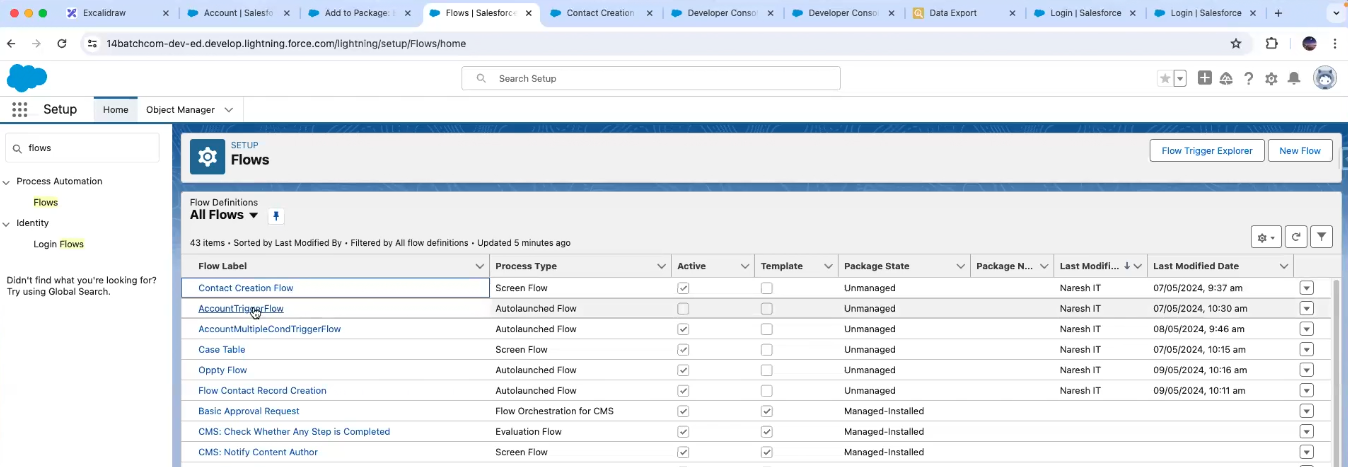 Excalidraw
Account | Salesfo
Add to Package: E
Flows | Salesforc
Contact Creation
Developer Conso
Developer Conso
Data Export
Login | Salesforce
Login | Salesforce
14batchcom-dev-ed.develop.lightning.force.com/lightning/setup/Flows/home
Search Setup
Setup
Home
Object Manager
flows
Process Automation
Flows
Identity
Login Flows
Didn't find what you're looking for?
Try using Global Search.
SETUP
Flows
Flow Trigger Explorer
New Flow
Flow Definitions
All Flows
43 items • Sorted by Last Modified By • Filtered by All flow definitions • Updated 5 minutes ago
Flow Label Process Type Active Template Package State Package N... Last Modifi... Last Modified Date
Contact Creation Flow Screen Flow Unmanaged Naresh IT 07/05/2024, 9:37 am
AccountTriggerFlow Autolaunched Flow Unmanaged Naresh IT 07/05/2024, 10:30 am
AccountMultipleCondTriggerFlow Autolaunched Flow Unmanaged Naresh IT 08/05/2024, 9:46 am
Case Table Screen Flow Unmanaged Naresh IT 07/05/2024, 10:15 am
Oppty Flow Autolaunched Flow Unmanaged Naresh IT 09/05/2024, 10:16 am
Flow Contact Record Creation Autolaunched Flow Unmanaged Naresh IT 09/05/2024, 10:11 am
Basic Approval Request Flow Orchestration for CMS Managed-Installed
CMS: Check Whether Any Step is Completed Evaluation Flow Managed-Installed
CMS: Notify Content Author Screen Flow Managed-Installed